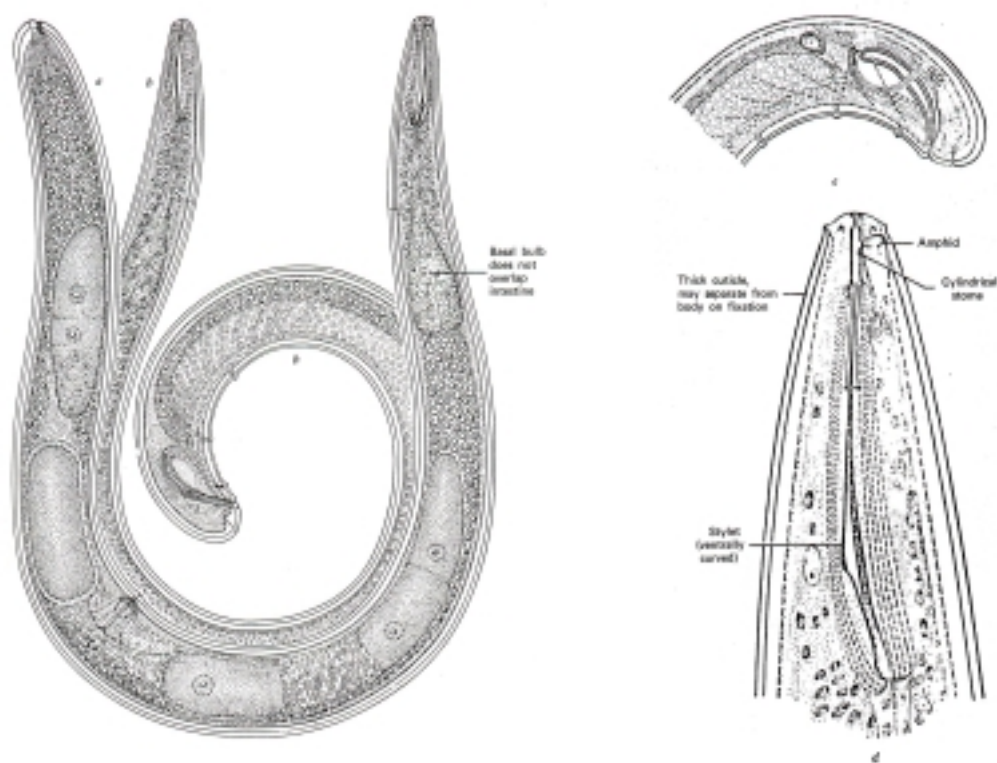 a
b
Basal bulb
does not
overlap
intestine
b
c
Amphid
Cylindrical
stoma
Thick cuticle,
may separate from
body on fixation
Stylet
(ventrally
curved)
d